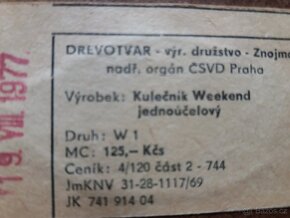 DREVOTVAR - výr. družstvo - Znojmo
nadř. orgán ČSVD Praha
Výrobek: Kulečník Weekend
jednoúčelový
Druh: W 1
MC: 125,- Kčs
Ceník: 4/120 část 2 - 744
JmKNV 31-28-1117/69
JK 741 914 04
1 9. VIII. 1977